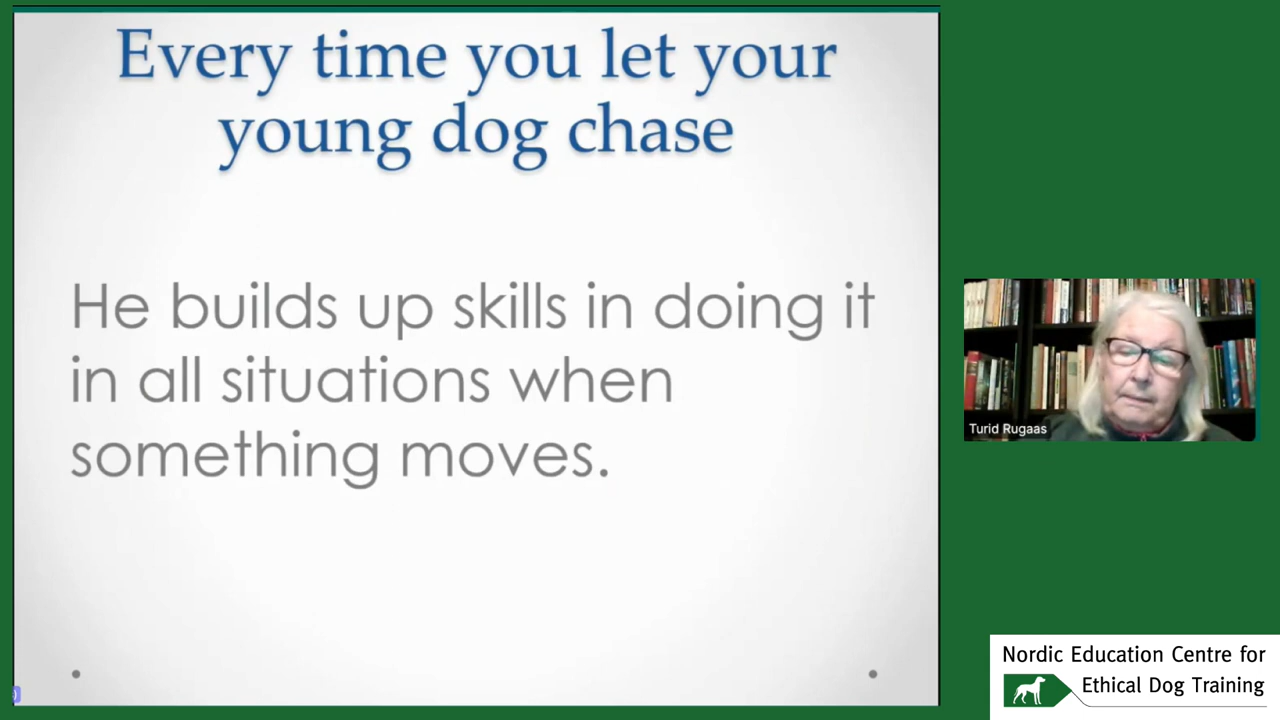 Every time you let your
young dog chase
He builds up skills in doing it
in all situations when
something moves.
Turid Rugaas
Nordic Education Centre for
Ethical Dog Training